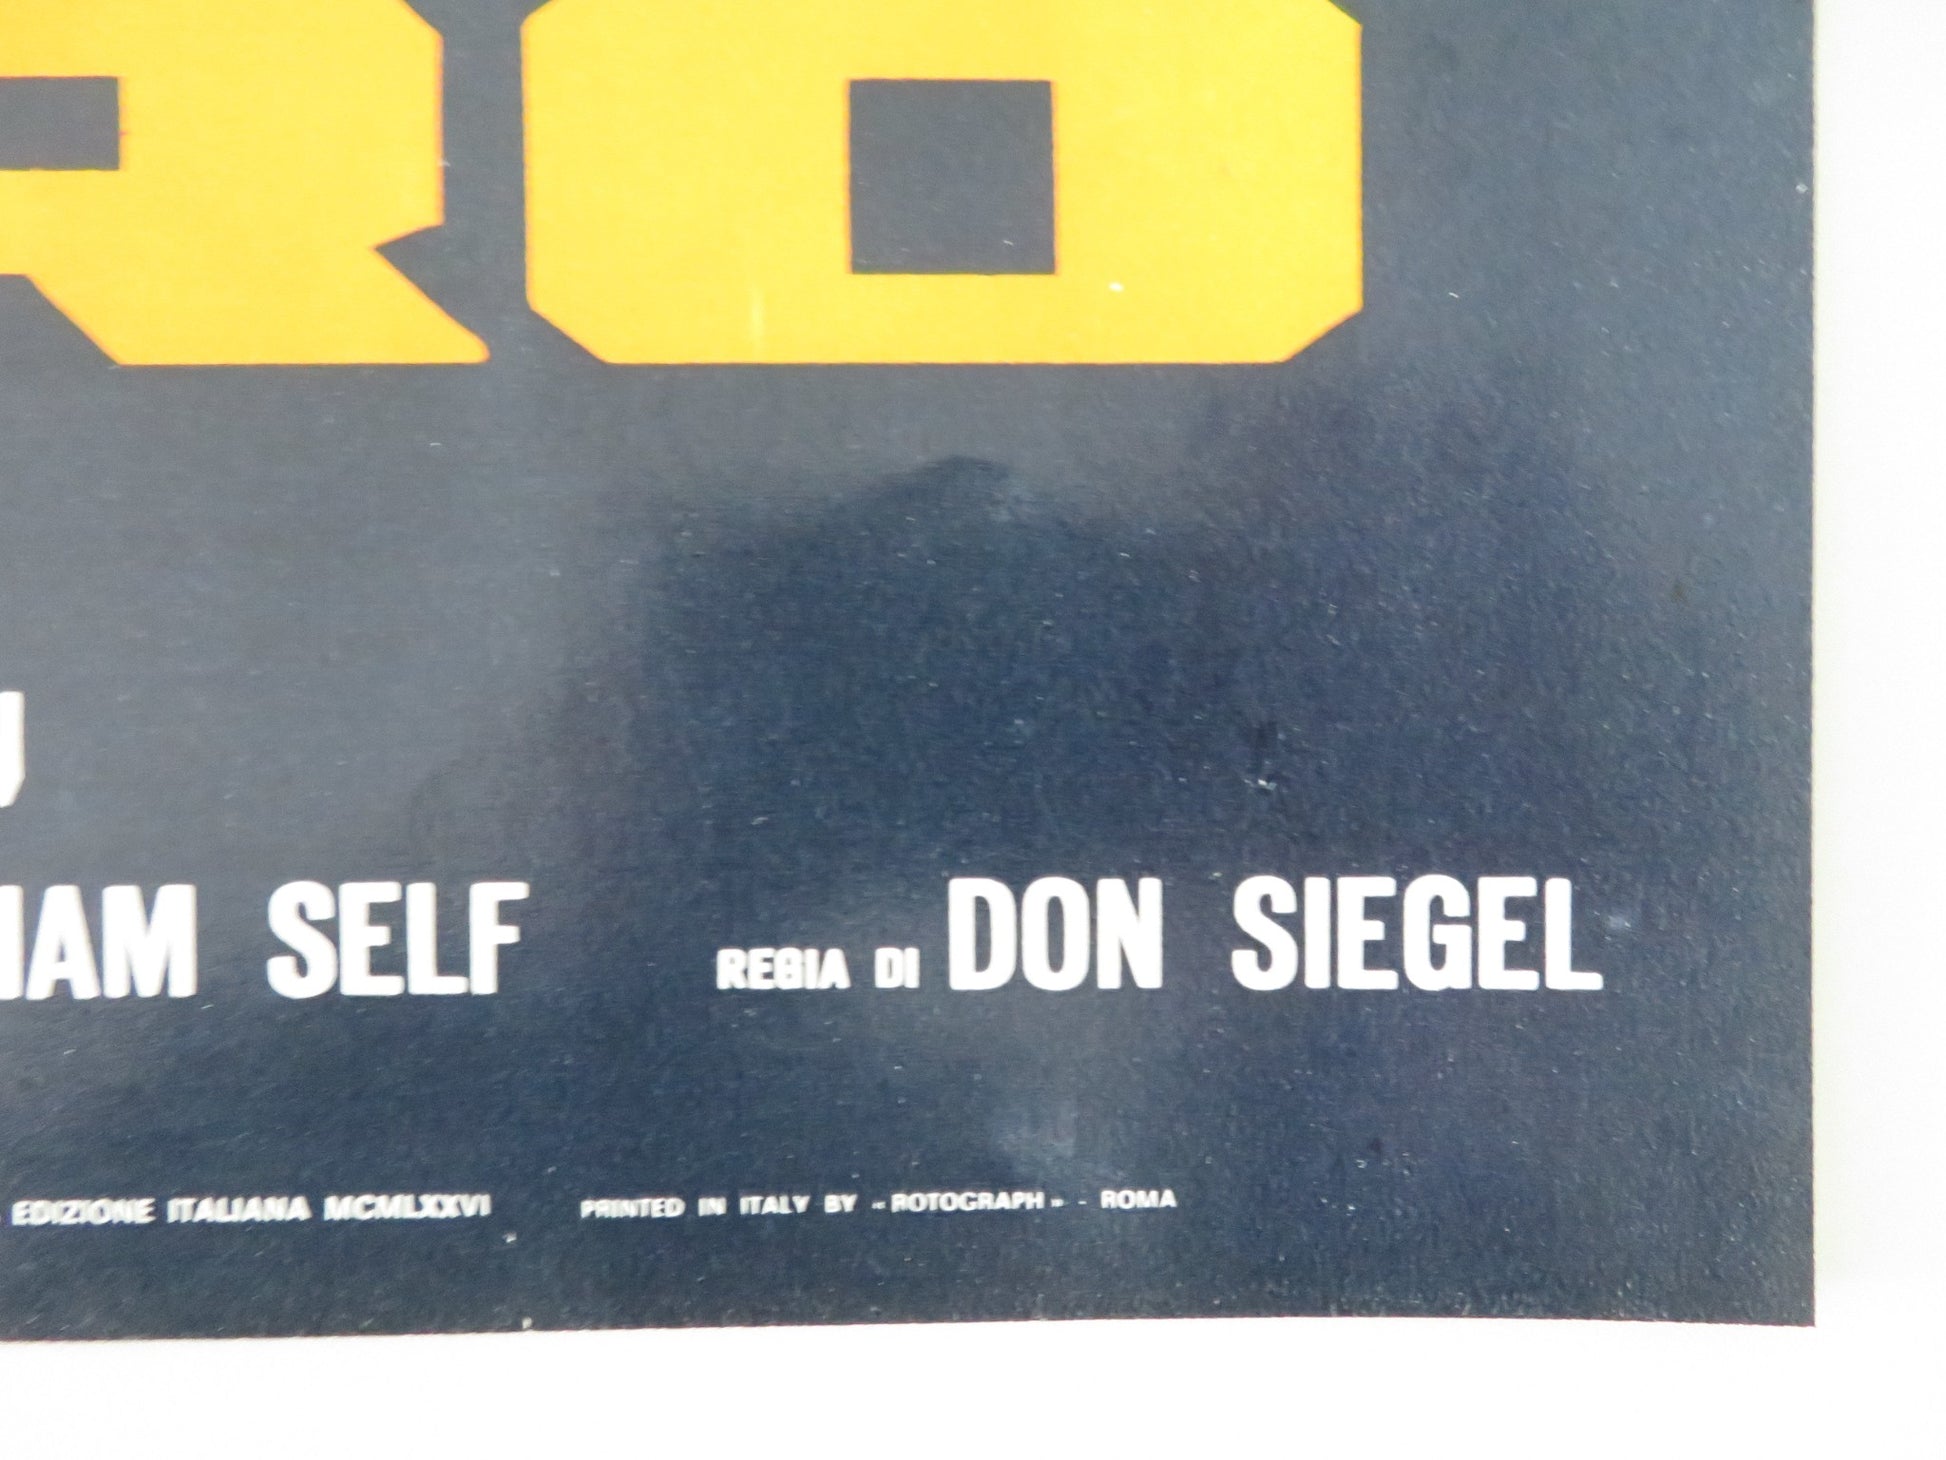 RO
IAM SELF REGIA DI DON SIEGEL
EDIZIONE ITALIANA MCMLXXVI PRINTED IN ITALY BY « ROTOGRAPH » - ROMA